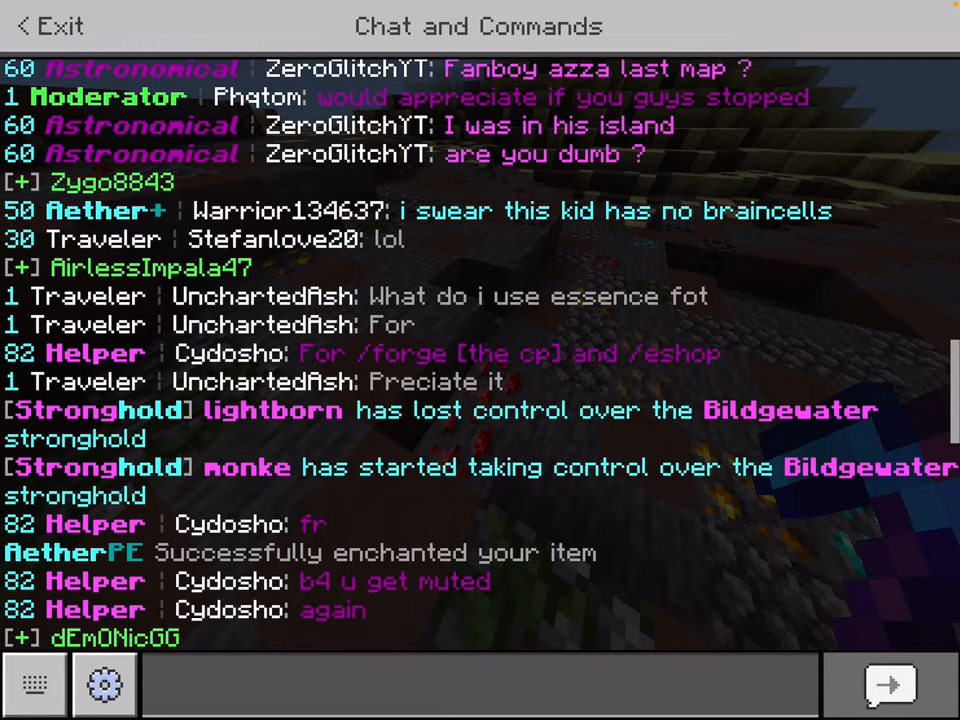 < Exit
Chat and Commands
60 Astronomical ¦ ZeroGlitchYT: Fanboy azza last map ?
1 Moderator ¦ Phqtom: would appreciate if you guys stopped
60 Astronomical ¦ ZeroGlitchYT: I was in his island
60 Astronomical ¦ ZeroGlitchYT: are you dumb ?
[+] Zygo8843
50 Aether+ ¦ Warrior134637: i swear this kid has no braincells
30 Traveler ¦ Stefanlove20: lol
[+] AirlessImpala47
1 Traveler ¦ UnchartedAsh: What do i use essence fot
1 Traveler ¦ UnchartedAsh: For
82 Helper ¦ Cydosho: For /forge [the cp] and /eshop
1 Traveler ¦ UnchartedAsh: Preciate it
[Stronghold] lightborn has lost control over the Bildgewater
stronghold
[Stronghold] monke has started taking control over the Bildgewater
stronghold
82 Helper ¦ Cydosho: fr
AetherPE Successfully enchanted your item
82 Helper ¦ Cydosho: b4 u get muted
82 Helper ¦ Cydosho: again
[+] dEmONicGG